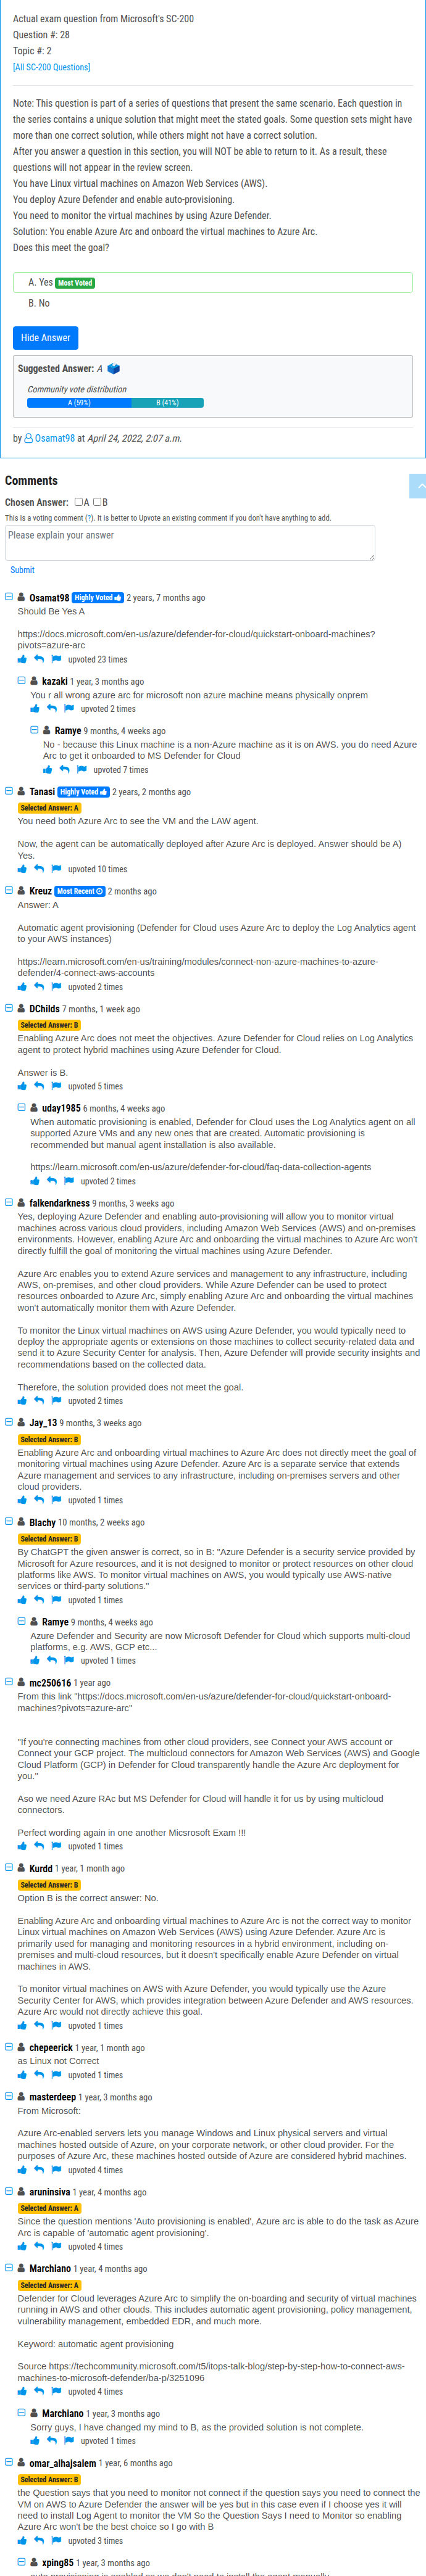 Actual exam question from Microsoft's SC-200
Question #: 28
Topic #: 2
[All SC-200 Questions]
Note: This question is part of a series of questions that present the same scenario. Each question in
the series contains a unique solution that might meet the stated goals. Some question sets might have
more than one correct solution, while others might not have a correct solution.
After you answer a question in this section, you will NOT be able to return to it. As a result, these
questions will not appear in the review screen.
You have Linux virtual machines on Amazon Web Services (AWS).
You deploy Azure Defender and enable auto-provisioning.
You need to monitor the virtual machines by using Azure Defender.
Solution: You enable Azure Arc and onboard the virtual machines to Azure Arc.
Does this meet the goal?
A. Yes Most Voted
B. No
Hide Answer
Suggested Answer: A
Community vote distribution
A (59%) B (41%)
by Osamat98 at April 24, 2022, 2:07 a.m.
Comments
Chosen Answer: A B
This is a voting comment (?). It is better to Upvote an existing comment if you don't have anything to add.
Please explain your answer
Submit
Osamat98 Highly Voted 2 years, 7 months ago
Should Be Yes A
https://docs.microsoft.com/en-us/azure/defender-for-cloud/quickstart-onboard-machines?
pivots=azure-arc
upvoted 23 times
kazaki 1 year, 3 months ago
You r all wrong azure arc for microsoft non azure machine means physically onprem
upvoted 2 times
Ramye 9 months, 4 weeks ago
No - because this Linux machine is a non-Azure machine as it is on AWS. you do need Azure
Arc to get it onboarded to MS Defender for Cloud
upvoted 7 times
Tanasi Highly Voted 2 years, 2 months ago
Selected Answer: A
You need both Azure Arc to see the VM and the LAW agent.
Now, the agent can be automatically deployed after Azure Arc is deployed. Answer should be A)
Yes.
upvoted 10 times
Kreuz Most Recent 2 months ago
Answer: A
Automatic agent provisioning (Defender for Cloud uses Azure Arc to deploy the Log Analytics agent
to your AWS instances)
https://learn.microsoft.com/en-us/training/modules/connect-non-azure-machines-to-azure-
defender/4-connect-aws-accounts
upvoted 2 times
DChilds 7 months, 1 week ago
Selected Answer: B
Enabling Azure Arc does not meet the objectives. Azure Defender for Cloud relies on Log Analytics
agent to protect hybrid machines using Azure Defender for Cloud.
Answer is B.
upvoted 5 times
uday1985 6 months, 4 weeks ago
When automatic provisioning is enabled, Defender for Cloud uses the Log Analytics agent on all
supported Azure VMs and any new ones that are created. Automatic provisioning is
recommended but manual agent installation is also available.
https://learn.microsoft.com/en-us/azure/defender-for-cloud/faq-data-collection-agents
upvoted 2 times
falkendarkness 9 months, 3 weeks ago
Yes, deploying Azure Defender and enabling auto-provisioning will allow you to monitor virtual
machines across various cloud providers, including Amazon Web Services (AWS) and on-premises
environments. However, enabling Azure Arc and onboarding the virtual machines to Azure Arc won't
directly fulfill the goal of monitoring the virtual machines using Azure Defender.
Azure Arc enables you to extend Azure services and management to any infrastructure, including
AWS, on-premises, and other cloud providers. While Azure Defender can be used to protect
resources onboarded to Azure Arc, simply enabling Azure Arc and onboarding the virtual machines
won't automatically monitor them with Azure Defender.
To monitor the Linux virtual machines on AWS using Azure Defender, you would typically need to
deploy the appropriate agents or extensions on those machines to collect security-related data and
send it to Azure Security Center for analysis. Then, Azure Defender will provide security insights and
recommendations based on the collected data.
Therefore, the solution provided does not meet the goal.
upvoted 2 times
Jay_13 9 months, 3 weeks ago
Selected Answer: B
Enabling Azure Arc and onboarding virtual machines to Azure Arc does not directly meet the goal of
monitoring virtual machines using Azure Defender. Azure Arc is a separate service that extends
Azure management and services to any infrastructure, including on-premises servers and other
cloud providers.
upvoted 1 times
Blachy 10 months, 2 weeks ago
Selected Answer: B
By ChatGPT the given answer is correct, so in B: "Azure Defender is a security service provided by
Microsoft for Azure resources, and it is not designed to monitor or protect resources on other cloud
platforms like AWS. To monitor virtual machines on AWS, you would typically use AWS-native
services or third-party solutions."
upvoted 1 times
Ramye 9 months, 4 weeks ago
Azure Defender and Security are now Microsoft Defender for Cloud which supports multi-cloud
platforms, e.g. AWS, GCP etc...
upvoted 1 times
mc250616 1 year ago
From this link "https://docs.microsoft.com/en-us/azure/defender-for-cloud/quickstart-onboard-
machines?pivots=azure-arc"
"If you're connecting machines from other cloud providers, see Connect your AWS account or
Connect your GCP project. The multicloud connectors for Amazon Web Services (AWS) and Google
Cloud Platform (GCP) in Defender for Cloud transparently handle the Azure Arc deployment for
you."
Aso we need Azure RAc but MS Defender for Cloud will handle it for us by using multicloud
connectors.
Perfect wording again in one another Micsrosoft Exam !!!
upvoted 1 times
Kurdd 1 year, 1 month ago
Selected Answer: B
Option B is the correct answer: No.
Enabling Azure Arc and onboarding virtual machines to Azure Arc is not the correct way to monitor
Linux virtual machines on Amazon Web Services (AWS) using Azure Defender. Azure Arc is
primarily used for managing and monitoring resources in a hybrid environment, including on-
premises and multi-cloud resources, but it doesn't specifically enable Azure Defender on virtual
machines in AWS.
To monitor virtual machines on AWS with Azure Defender, you would typically use the Azure
Security Center for AWS, which provides integration between Azure Defender and AWS resources.
Azure Arc would not directly achieve this goal.
upvoted 1 times
chepeerick 1 year, 1 month ago
as Linux not Correct
upvoted 1 times
masterdeep 1 year, 3 months ago
From Microsoft:
Azure Arc-enabled servers lets you manage Windows and Linux physical servers and virtual
machines hosted outside of Azure, on your corporate network, or other cloud provider. For the
purposes of Azure Arc, these machines hosted outside of Azure are considered hybrid machines.
upvoted 4 times
aruninsiva 1 year, 4 months ago
Selected Answer: A
Since the question mentions 'Auto provisioning is enabled', Azure arc is able to do the task as Azure
Arc is capable of 'automatic agent provisioning'.
upvoted 4 times
Marchiano 1 year, 4 months ago
Selected Answer: A
Defender for Cloud leverages Azure Arc to simplify the on-boarding and security of virtual machines
running in AWS and other clouds. This includes automatic agent provisioning, policy management,
vulnerability management, embedded EDR, and much more.
Keyword: automatic agent provisioning
Source https://techcommunity.microsoft.com/t5/itops-talk-blog/step-by-step-how-to-connect-aws-
machines-to-microsoft-defender/ba-p/3251096
upvoted 4 times
Marchiano 1 year, 3 months ago
Sorry guys, I have changed my mind to B, as the provided solution is not complete.
upvoted 1 times
omar_alhajsalem 1 year, 6 months ago
Selected Answer: B
the Question says that you need to monitor not connect if the question says you need to connect the
VM on AWS to Azure Defender the answer will be yes but in this case even if I choose yes it will
need to install Log Agent to monitor the VM So the Question Says I need to Monitor so enabling
Azure Arc won't be the best choice so I go with B
upvoted 3 times
xping85 1 year, 3 months ago